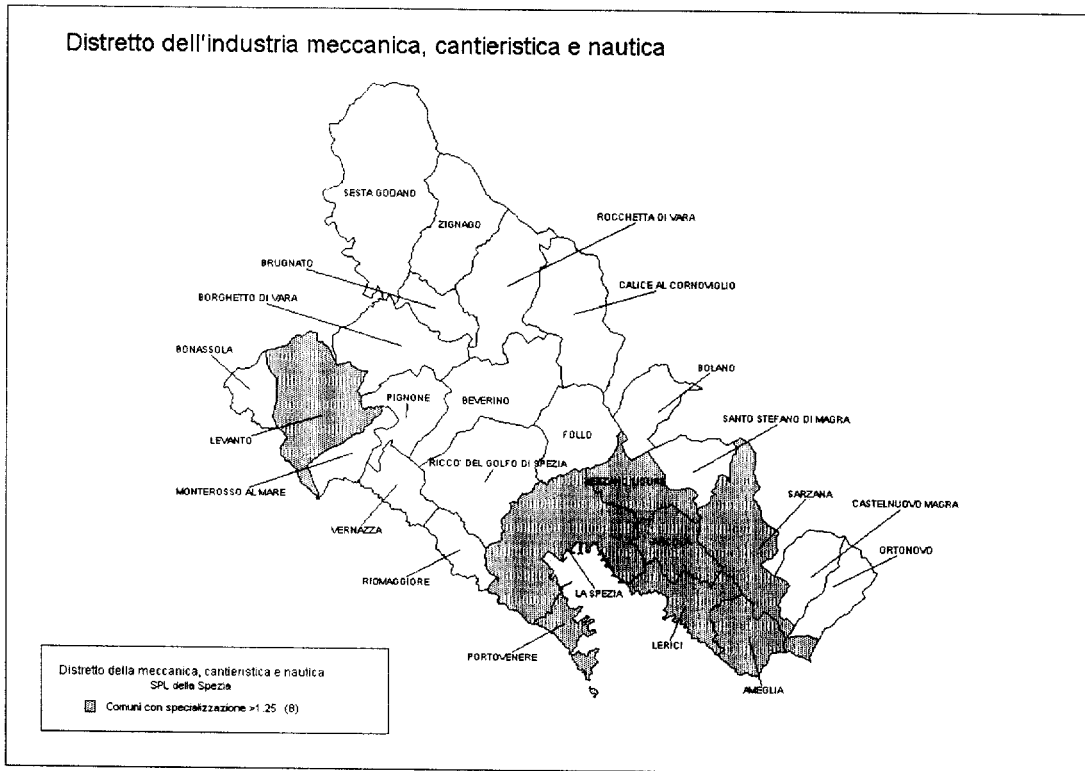 Distretto dell'industria meccanica, cantieristica e nautica
SESTA GODANO
ZIGNAGO
ROCCHETTA DI VARA
BRUGNATO
CALICE AL CORNOVIGLIO
BORGHETTO DI VARA
BONASSOLA
BOLANO
PIGNONE
BEVERINO
SANTO STEFANO DI MAGRA
LEVANTO
FOLLO
RICCO' DEL GOLFO DI SPEZIA
MONTEROSSO AL MARE
SARZANA
CASTELNUOVO MAGRA
VERNAZZA
ORTONOVO
RIOMAGGIORE
LA SPEZIA
LERICI
PORTOVENERE
AMEGLIA
Distretto della meccanica, cantieristica e nautica
SPL della Spezia
Comuni con specializzazione >1.25 (8)